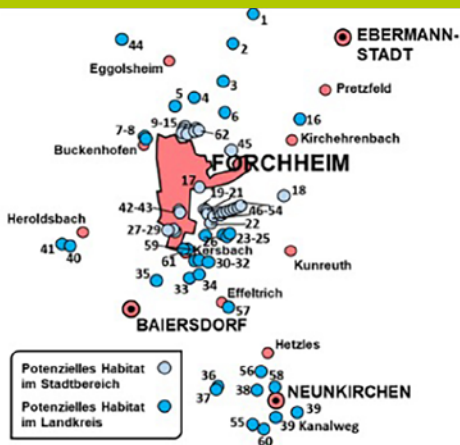 1
44
2
EBERMANN-
STADT
Eggolsheim
3
Pretzfeld
5
4
9-15
6
16
7-8
62
Kirchehrenbach
Buckenhofen
45
FORCHHEIM
17
18
19-21
42-43
46-54
Heroldsbach
27-29
22
59
26
23-25
41
40
61
Kersbach
Kunreuth
30-32
35
33
34
Effeltrich
57
BAIERSDORF
Hetzles
Potenzielles Habitat
im Stadtbereich
Potenzielles Habitat
im Landkreis
36
56
58
37
38
NEUNKIRCHEN
39
55
39 Kanalweg
60